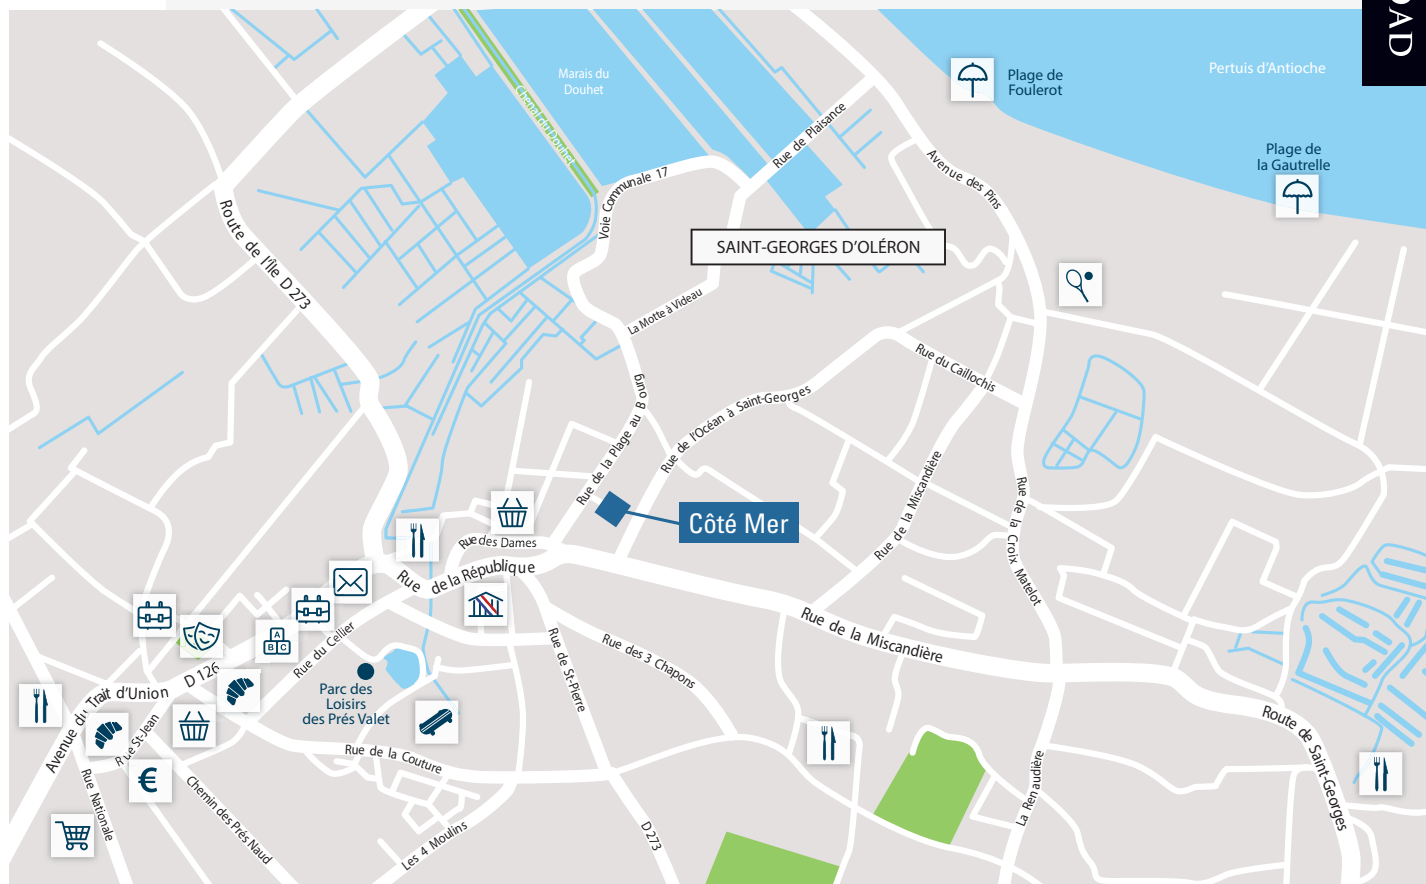 OAD
Marais du
Douhet
Chenal du Douhet
Plage de
Foulerot
Pertuis d’Antioche
Plage de
la Gautrelle
Rue de Plaisance
Avenue des Pins
Voie Communale 17
Route de l’Île D 273
SAINT-GEORGES D’OLÉRON
La Motte à Videau
Rue du Caillochis
Rue de la Plage au B ourg
Rue de l’Océan à Saint-Georges
Rue de la Miscandière
Rue de la Croix Matelot
Côté Mer
Rue des Dames
Rue de la République
Rue de la Miscandière
Rue du Cellier
A
B C
Rue de St-Pierre
Rue des 3 Chapons
D 126
Avenue du Trait d’Union
Parc des
Loisirs
des Prés Valet
Rue St-Jean
Rue de la Couture
€
Rue Nationale
Chemin des Prés Naud
Les 4 Moulins
D 273
La Renaudière
Route de Saint-Georges